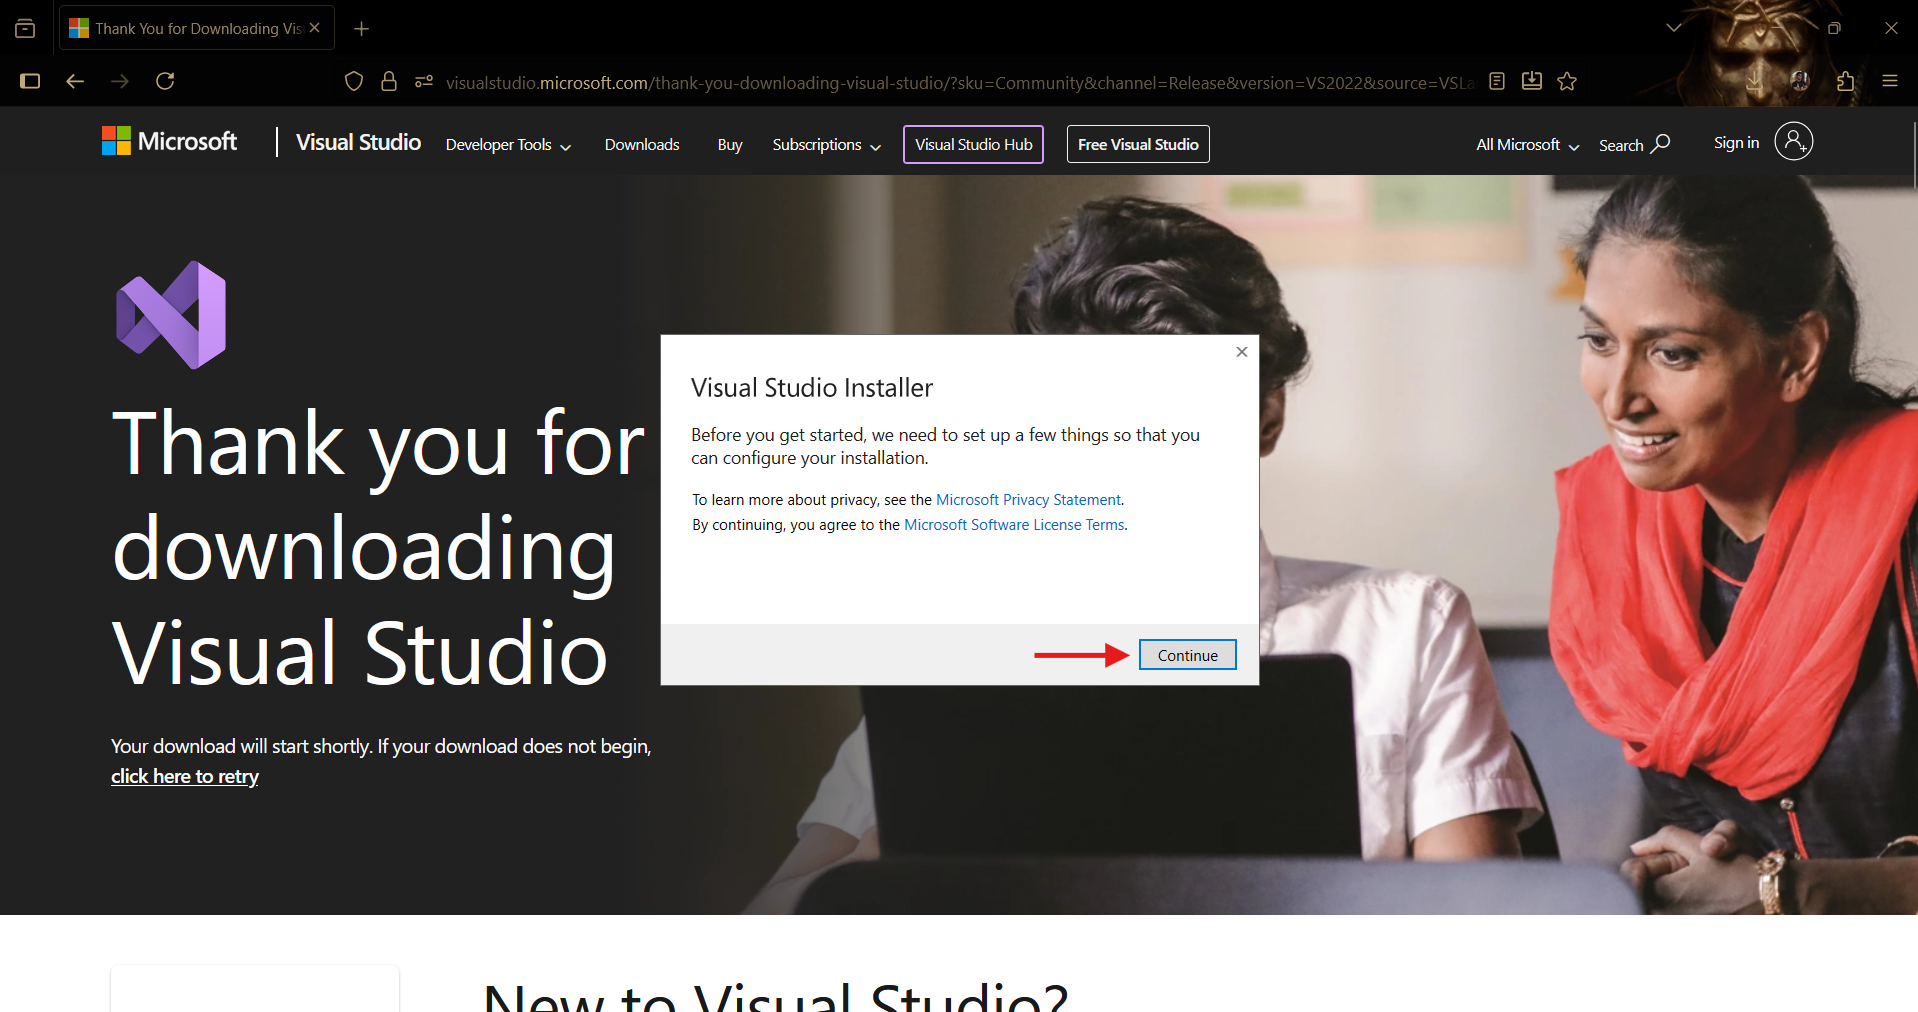 Thank You for Downloading Vis
visualstudio.microsoft.com/thank-you-downloading-visual-studio/?sku=Community&channel=Release&version=VS2022&source=VSLa
Microsoft
Visual Studio
Developer Tools
Downloads
Buy
Subscriptions
Visual Studio Hub
Free Visual Studio
All Microsoft
Search
Sign in
Thank you for
downloading
Visual Studio
Your download will start shortly. If your download does not begin,
click here to retry
Visual Studio Installer
Before you get started, we need to set up a few things so that you
can configure your installation.
To learn more about privacy, see the Microsoft Privacy Statement.
By continuing, you agree to the Microsoft Software License Terms.
Continue
New to Visual Studio?